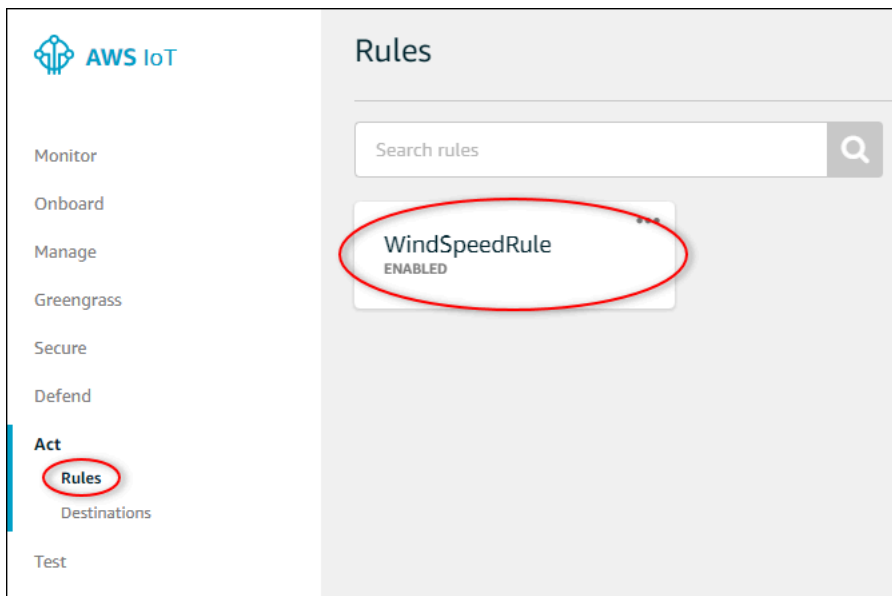 AWS IoT
Monitor
Onboard
Manage
Greengrass
Secure
Defend
Act
Rules
Destinations
Test
Rules
Search rules
WindSpeedRule
ENABLED